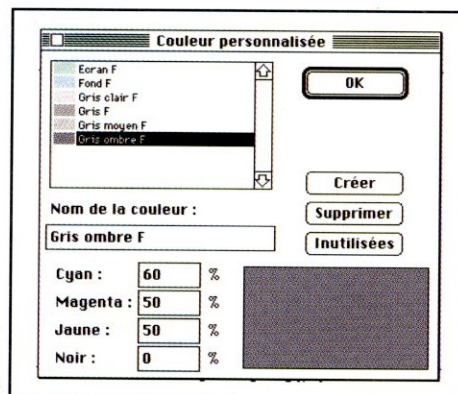 Couleur personnalisée
Ecran F
Fond F
Gris clair F
Gris F
Gris moyen F
Gris ombre F
OK
Créer
Nom de la couleur :
Supprimer
Gris ombre F
Inutilisées
Cyan : 60 %
Magenta : 50 %
Jaune : 50 %
Noir : 0 %